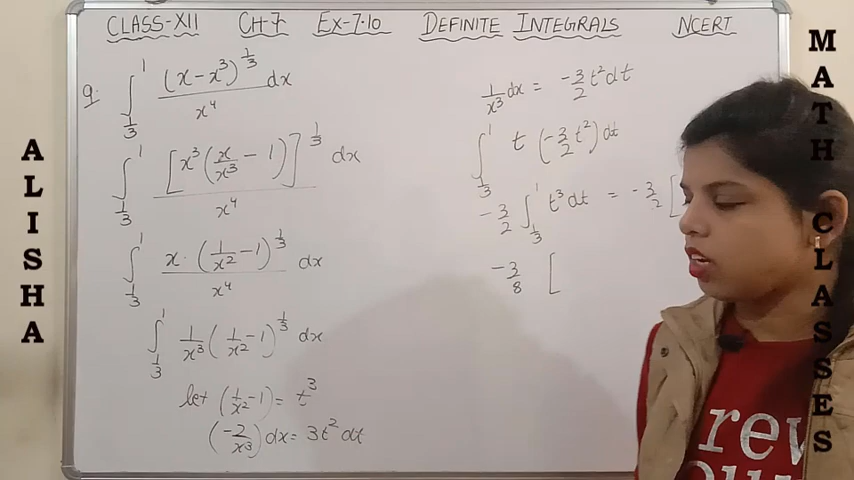 CLASS-XII CH-7 Ex-7.10 DEFINITE INTEGRALS NCERT
9. ∫_{1/3}^{1} (x-x³)^{1/3} / x⁴ dx
∫_{1/3}^{1} [x³(x/x³ - 1)]^{1/3} / x⁴ dx
∫_{1/3}^{1} x·(1/x² - 1)^{1/3} / x⁴ dx
∫_{1/3}^{1} 1/x³ (1/x² - 1)^{1/3} dx
let (1/x² - 1) = t³
(-2/x³) dx = 3t² dt
1/x³ dx = -3/2 t² dt
∫_{1/3}^{1} t (-3/2 t²) dt
-3/2 ∫_{1/3}^{1} t³ dt = -3/2 [
-3/8 [
ALISHA
MATH CLASSES
rev